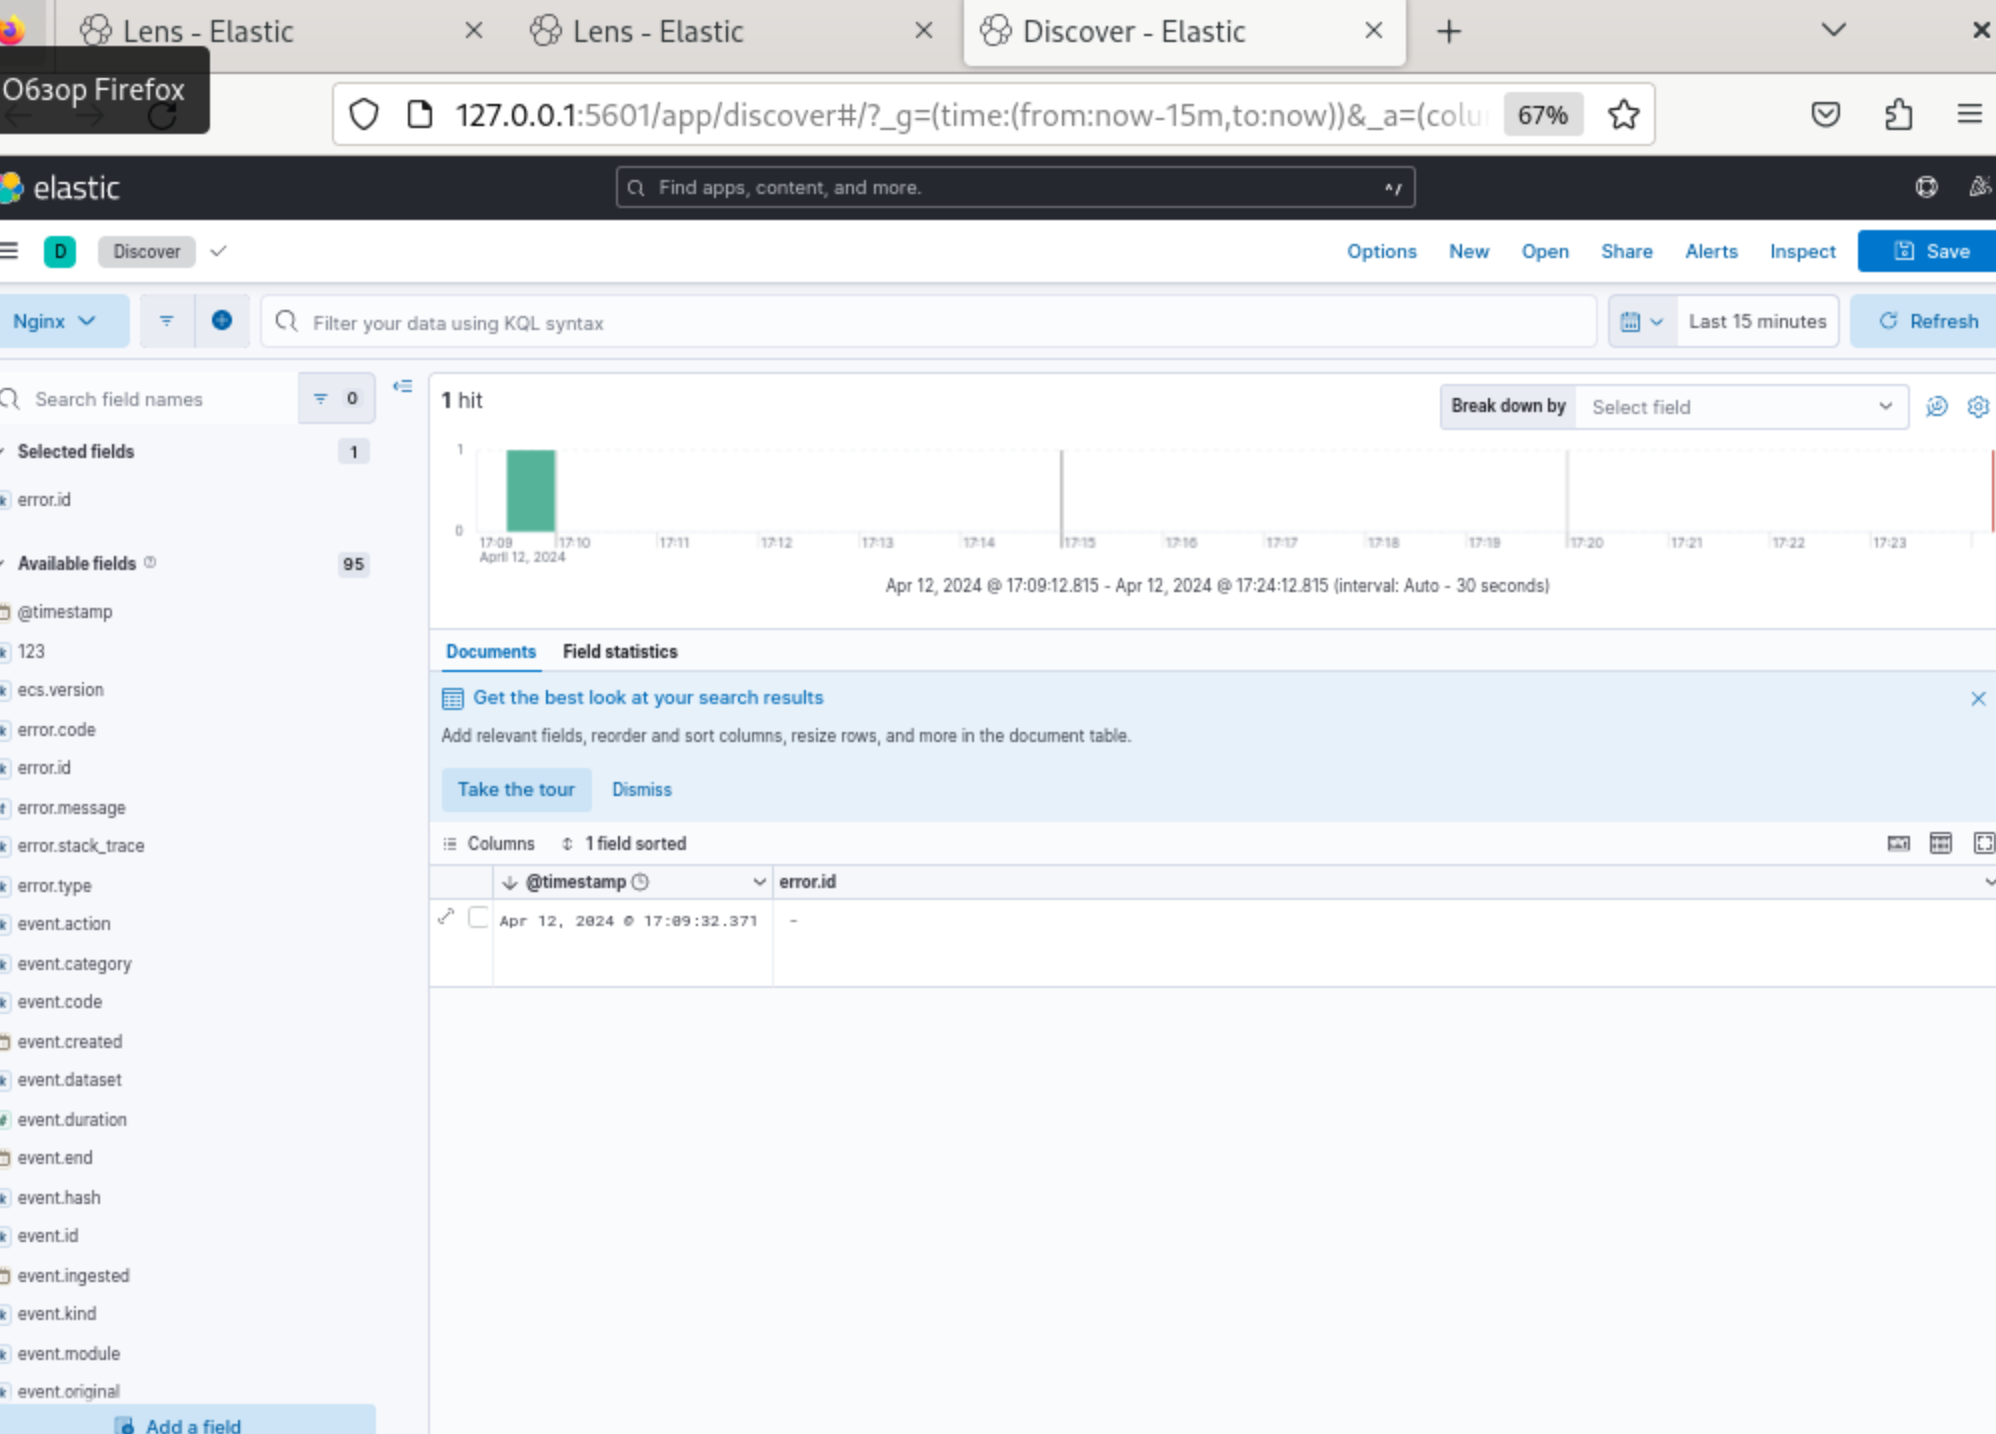 Lens - Elastic
Lens - Elastic
Discover - Elastic
Обзор Firefox
127.0.0.1:5601/app/discover#/?_g=(time:(from:now-15m,to:now))&_a=(colu
67%
elastic
Find apps, content, and more.
^/
D
Discover
Options
New
Open
Share
Alerts
Inspect
Save
Nginx
Filter your data using KQL syntax
Last 15 minutes
Refresh
Search field names
0
Selected fields
1
error.id
Available fields
95
@timestamp
123
ecs.version
error.code
error.id
error.message
error.stack_trace
error.type
event.action
event.category
event.code
event.created
event.dataset
event.duration
event.end
event.hash
event.id
event.ingested
event.kind
event.module
event.original
Add a field
1 hit
Break down by
Select field
1
0
17:09
17:10
17:11
17:12
17:13
17:14
17:15
17:16
17:17
17:18
17:19
17:20
17:21
17:22
17:23
April 12, 2024
Apr 12, 2024 @ 17:09:12.815 - Apr 12, 2024 @ 17:24:12.815 (interval: Auto - 30 seconds)
Documents
Field statistics
Get the best look at your search results
Add relevant fields, reorder and sort columns, resize rows, and more in the document table.
Take the tour
Dismiss
Columns
1 field sorted
@timestamp
error.id
Apr 12, 2024 @ 17:09:32.371
-